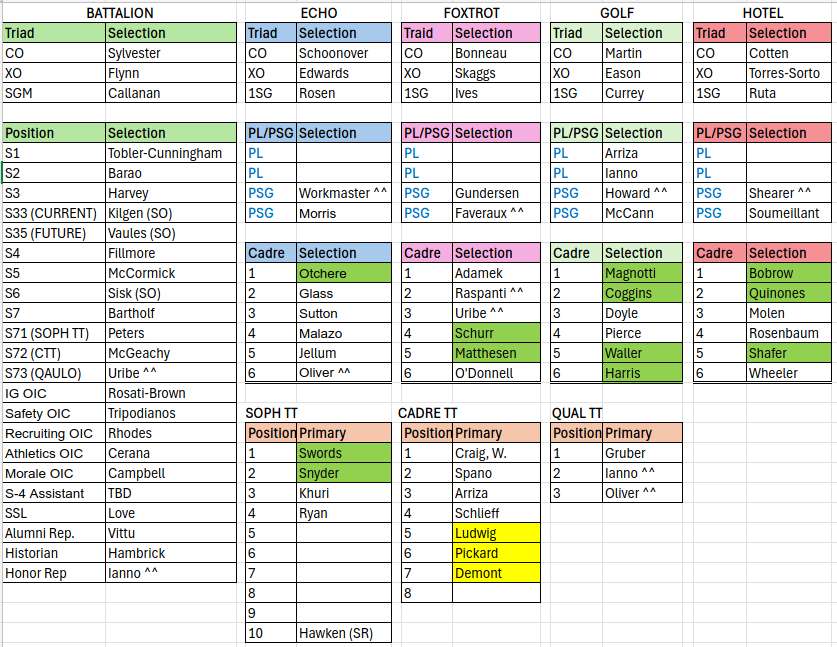 BATTALION ECHO FOXTROT GOLF HOTEL
Triad Selection Triad Selection Traid Selection Triad Selection Triad Selection
CO Sylvester CO Schoonover CO Bonneau CO Martin CO Cotten
XO Flynn XO Edwards XO Skaggs XO Eason XO Torres-Sorto
SGM Callanan 1SG Rosen 1SG Ives 1SG Currey 1SG Ruta
Position Selection PL/PSG Selection PL/PSG Selection PL/PSG Selection PL/PSG Selection
S1 Tobler-Cunningham PL PL PL Arriza PL
S2 Barao PL PL PL Ianno PL
S3 Harvey PSG Workmaster ^^ PSG Gundersen PSG Howard ^^ PSG Shearer ^^
S33 (CURRENT) Kilgen (SO) PSG Morris PSG Faveraux ^^ PSG McCann PSG Soumeillant
S35 (FUTURE) Vaules (SO)
S4 Fillmore Cadre Selection Cadre Selection Cadre Selection Cadre Selection
S5 McCormick 1 Otchere 1 Adamek 1 Magnotti 1 Bobrow
S6 Sisk (SO) 2 Glass 2 Raspanti ^^ 2 Coggins 2 Quinones
S7 Bartholf 3 Sutton 3 Uribe ^^ 3 Doyle 3 Molen
S71 (SOPH TT) Peters 4 Malazo 4 Schurr 4 Pierce 4 Rosenbaum
S72 (CTT) McGeachy 5 Jellum 5 Matthesen 5 Waller 5 Shafer
S73 (QAULO) Uribe ^^ 6 Oliver ^^ 6 O'Donnell 6 Harris 6 Wheeler
IG OIC Rosati-Brown
Safety OIC Tripodianos SOPH TT CADRE TT QUAL TT
Recruiting OIC Rhodes Position Primary Position Primary Position Primary
Athletics OIC Cerana 1 Swords 1 Craig, W. 1 Gruber
Morale OIC Campbell 2 Snyder 2 Spano 2 Ianno ^^
S-4 Assistant TBD 3 Khuri 3 Arriza 3 Oliver ^^
SSL Love 4 Ryan 4 Schlieff
Alumni Rep. Vittu 5 5 Ludwig
Historian Hambrick 6 6 Pickard
Honor Rep Ianno ^^ 7 7 Demont
8 8
9
10 Hawken (SR)